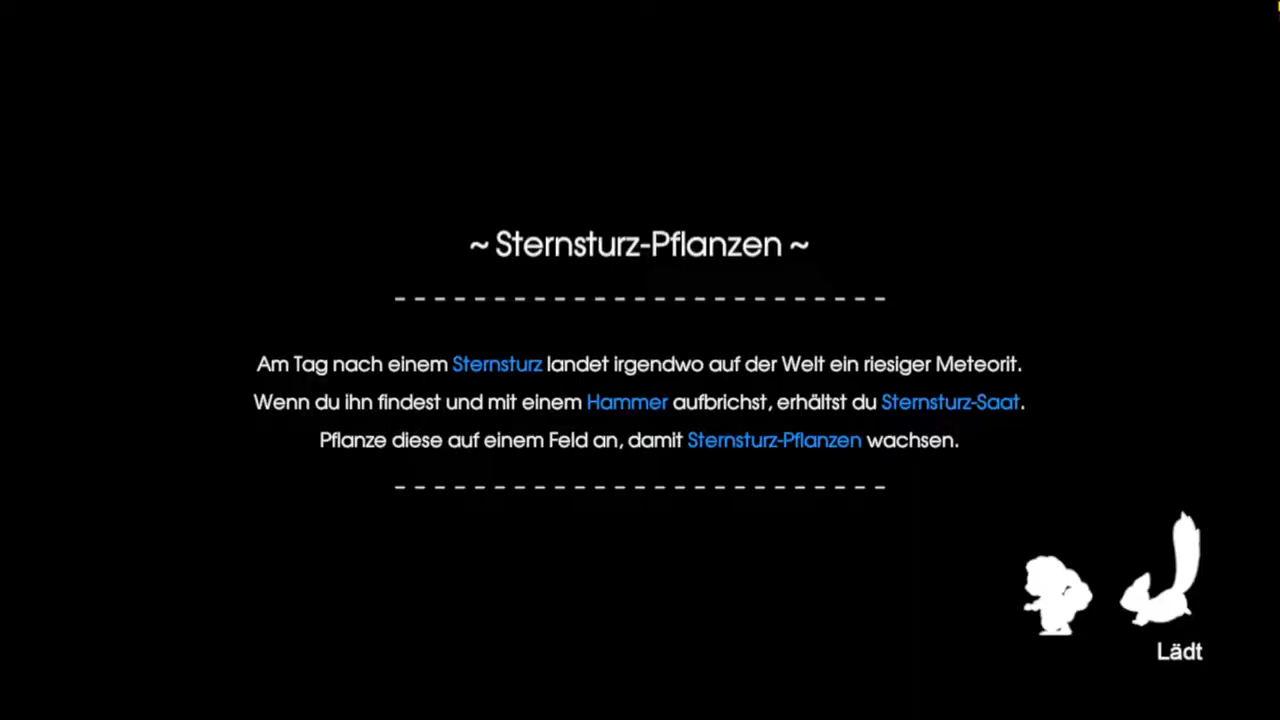 ~ Sternsturz-Pflanzen ~
Am Tag nach einem Sternsturz landet irgendwo auf der Welt ein riesiger Meteorit.
Wenn du ihn findest und mit einem Hammer aufbrichst, erhältst du Sternsturz-Saat.
Pflanze diese auf einem Feld an, damit Sternsturz-Pflanzen wachsen.
Lädt